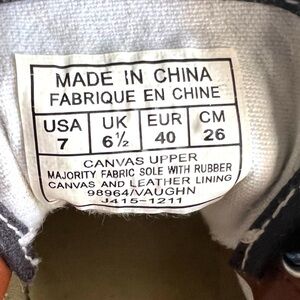 MADE IN CHINA
FABRIQUE EN CHINE
USA UK EUR CM
7 6½ 40 26
CANVAS UPPER
MAJORITY FABRIC SOLE WITH RUBBER
CANVAS AND LEATHER LINING
98964/VAUGHN
J415-1211